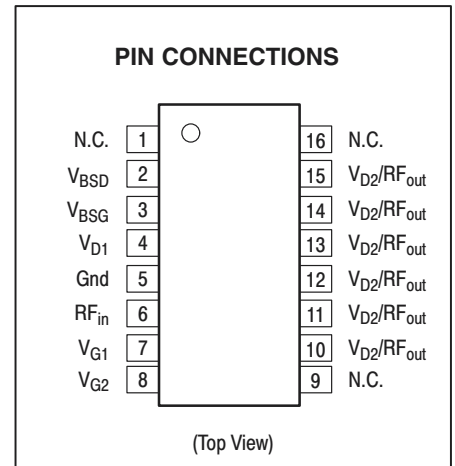 PIN CONNECTIONS
N.C. 1 16 N.C.
VBSD 2 15 VD2/RFout
VBSG 3 14 VD2/RFout
VD1 4 13 VD2/RFout
Gnd 5 12 VD2/RFout
RFin 6 11 VD2/RFout
VG1 7 10 VD2/RFout
VG2 8 9 N.C.
(Top View)